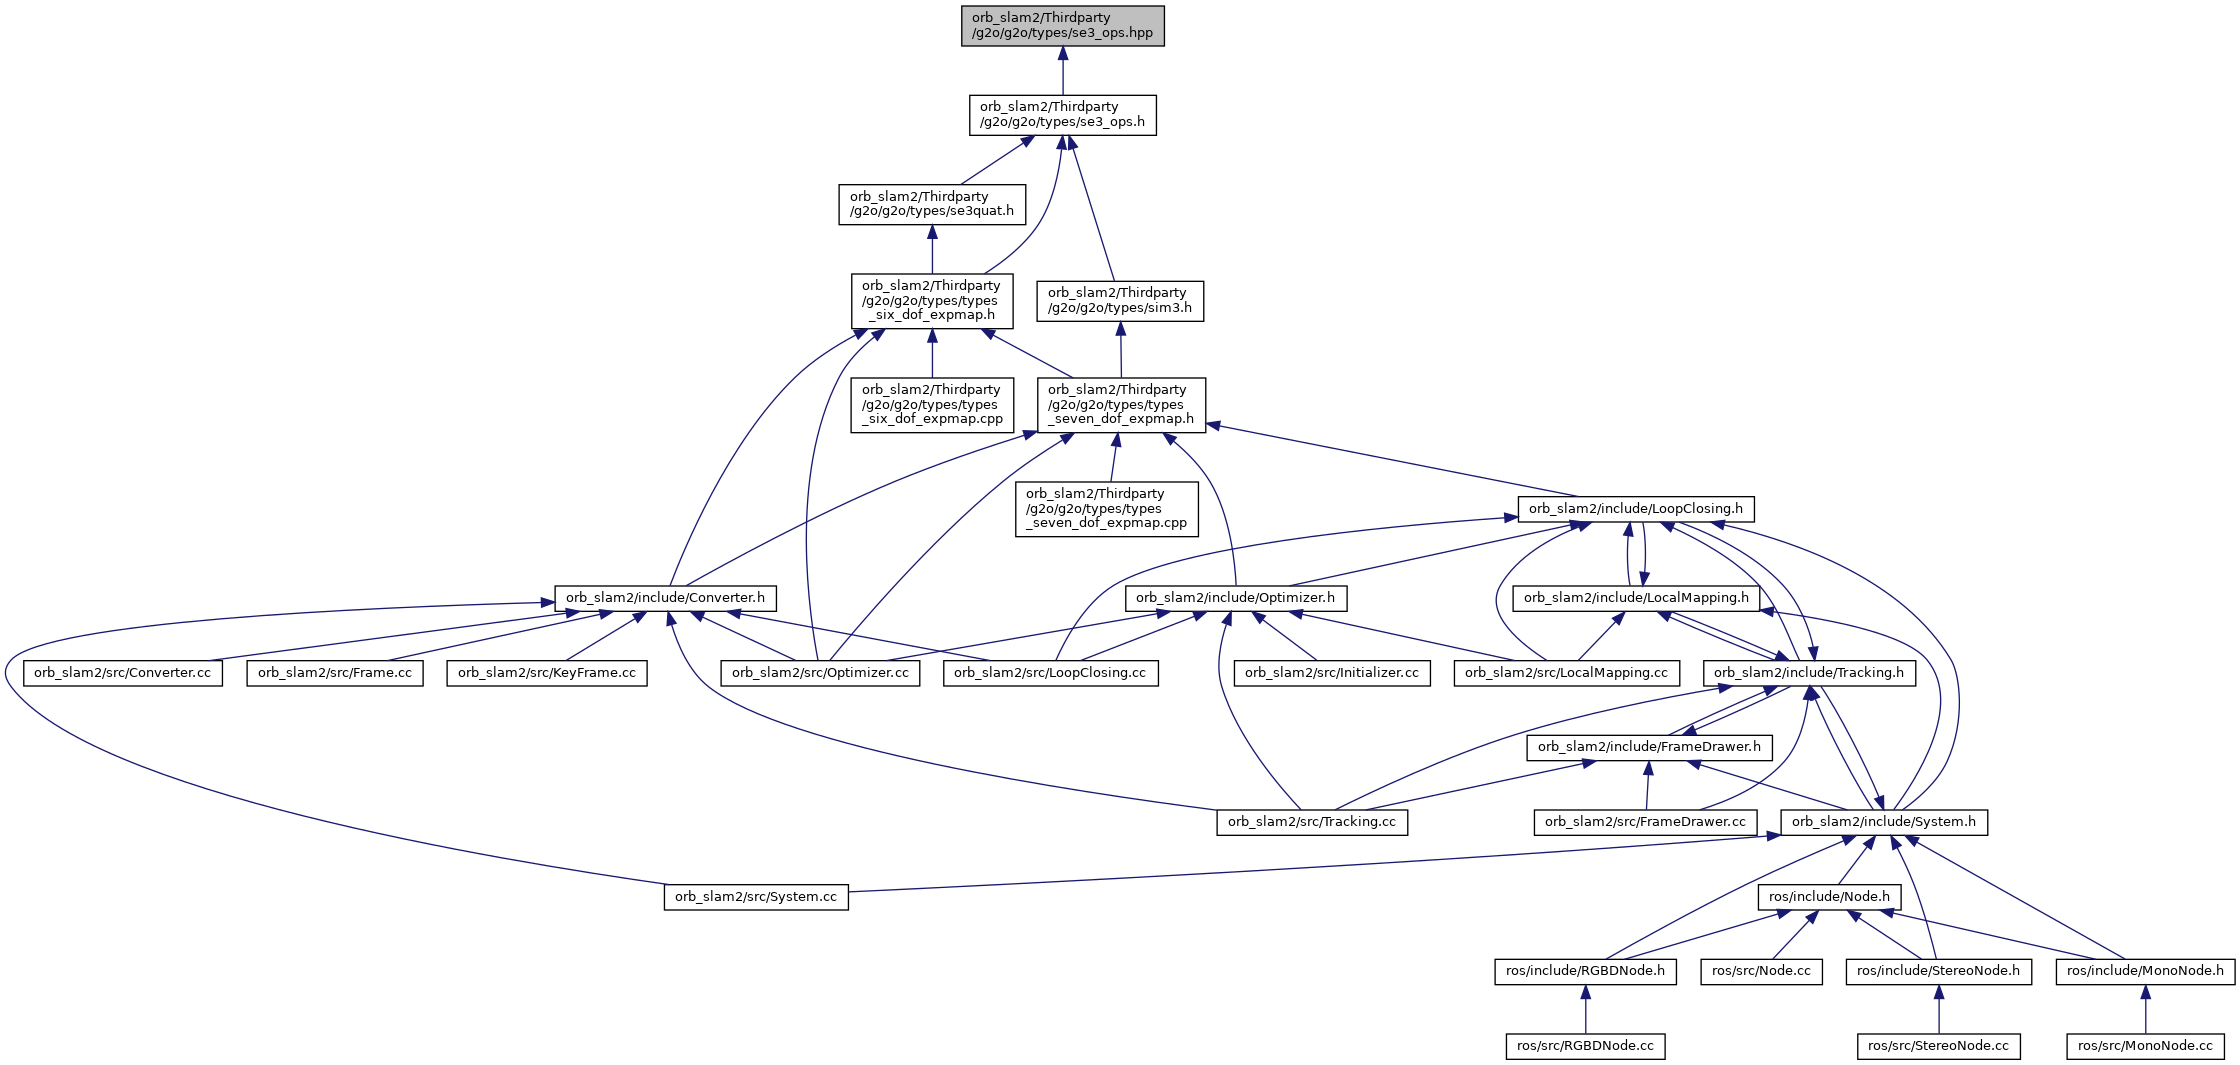 orb_slam2/Thirdparty
/g2o/g2o/types/se3_ops.hpp
orb_slam2/Thirdparty
/g2o/g2o/types/se3_ops.h
orb_slam2/Thirdparty
/g2o/g2o/types/se3quat.h
orb_slam2/Thirdparty
/g2o/g2o/types/types
_six_dof_expmap.h
orb_slam2/Thirdparty
/g2o/g2o/types/sim3.h
orb_slam2/Thirdparty
/g2o/g2o/types/types
_six_dof_expmap.cpp
orb_slam2/Thirdparty
/g2o/g2o/types/types
_seven_dof_expmap.h
orb_slam2/Thirdparty
/g2o/g2o/types/types
_seven_dof_expmap.cpp
orb_slam2/include/LoopClosing.h
orb_slam2/include/Converter.h
orb_slam2/include/Optimizer.h
orb_slam2/include/LocalMapping.h
orb_slam2/src/Converter.cc
orb_slam2/src/Frame.cc
orb_slam2/src/KeyFrame.cc
orb_slam2/src/Optimizer.cc
orb_slam2/src/LoopClosing.cc
orb_slam2/src/Initializer.cc
orb_slam2/src/LocalMapping.cc
orb_slam2/include/Tracking.h
orb_slam2/include/FrameDrawer.h
orb_slam2/src/Tracking.cc
orb_slam2/src/FrameDrawer.cc
orb_slam2/include/System.h
orb_slam2/src/System.cc
ros/include/Node.h
ros/include/RGBDNode.h
ros/src/Node.cc
ros/include/StereoNode.h
ros/include/MonoNode.h
ros/src/RGBDNode.cc
ros/src/StereoNode.cc
ros/src/MonoNode.cc